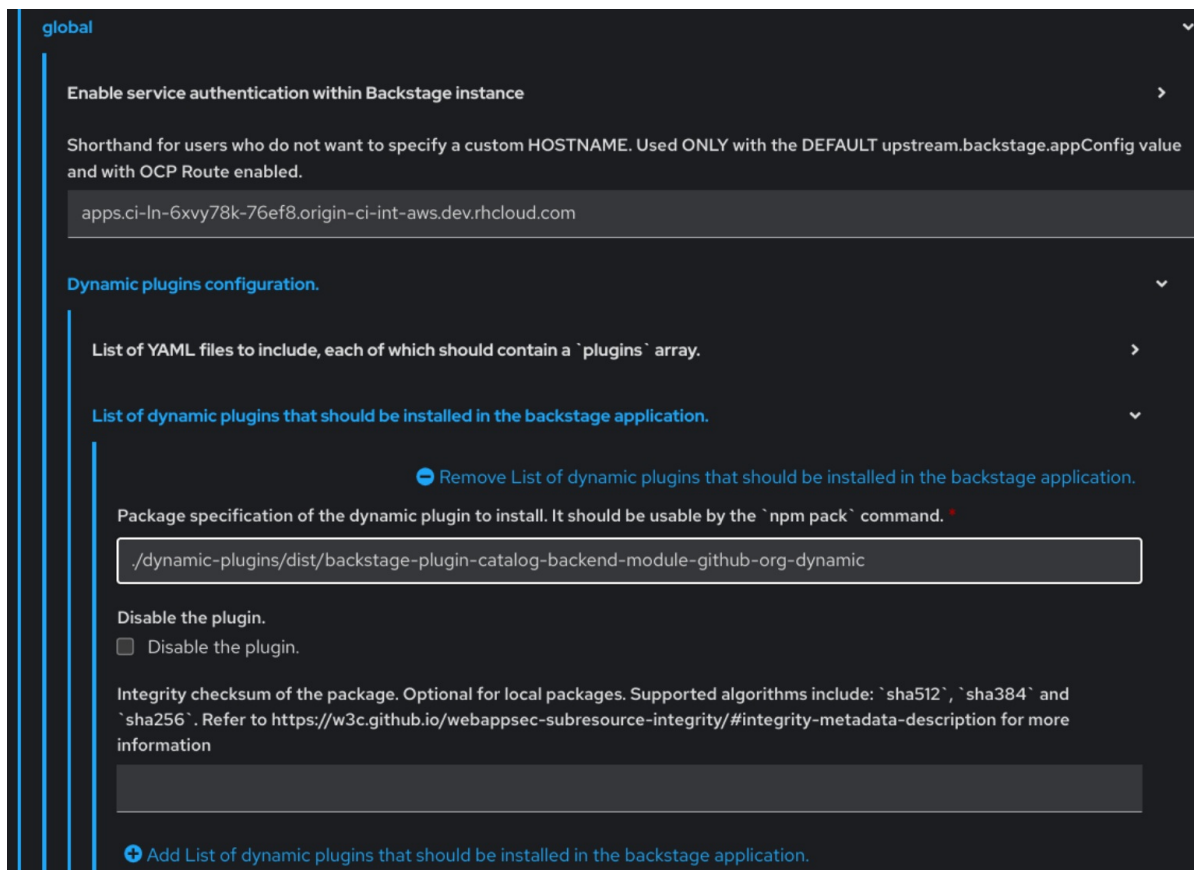 global
Enable service authentication within Backstage instance
Shorthand for users who do not want to specify a custom HOSTNAME. Used ONLY with the DEFAULT upstream.backstage.appConfig value
and with OCP Route enabled.
apps.ci-ln-6xvy78k-76ef8.origin-ci-int-aws.dev.rhcloud.com
Dynamic plugins configuration.
List of YAML files to include, each of which should contain a `plugins` array.
List of dynamic plugins that should be installed in the backstage application.
Remove List of dynamic plugins that should be installed in the backstage application.
Package specification of the dynamic plugin to install. It should be usable by the `npm pack` command. *
./dynamic-plugins/dist/backstage-plugin-catalog-backend-module-github-org-dynamic
Disable the plugin.
Disable the plugin.
Integrity checksum of the package. Optional for local packages. Supported algorithms include: `sha512`, `sha384` and
`sha256`. Refer to https://w3c.github.io/webappsec-subresource-integrity/#integrity-metadata-description for more
information
Add List of dynamic plugins that should be installed in the backstage application.